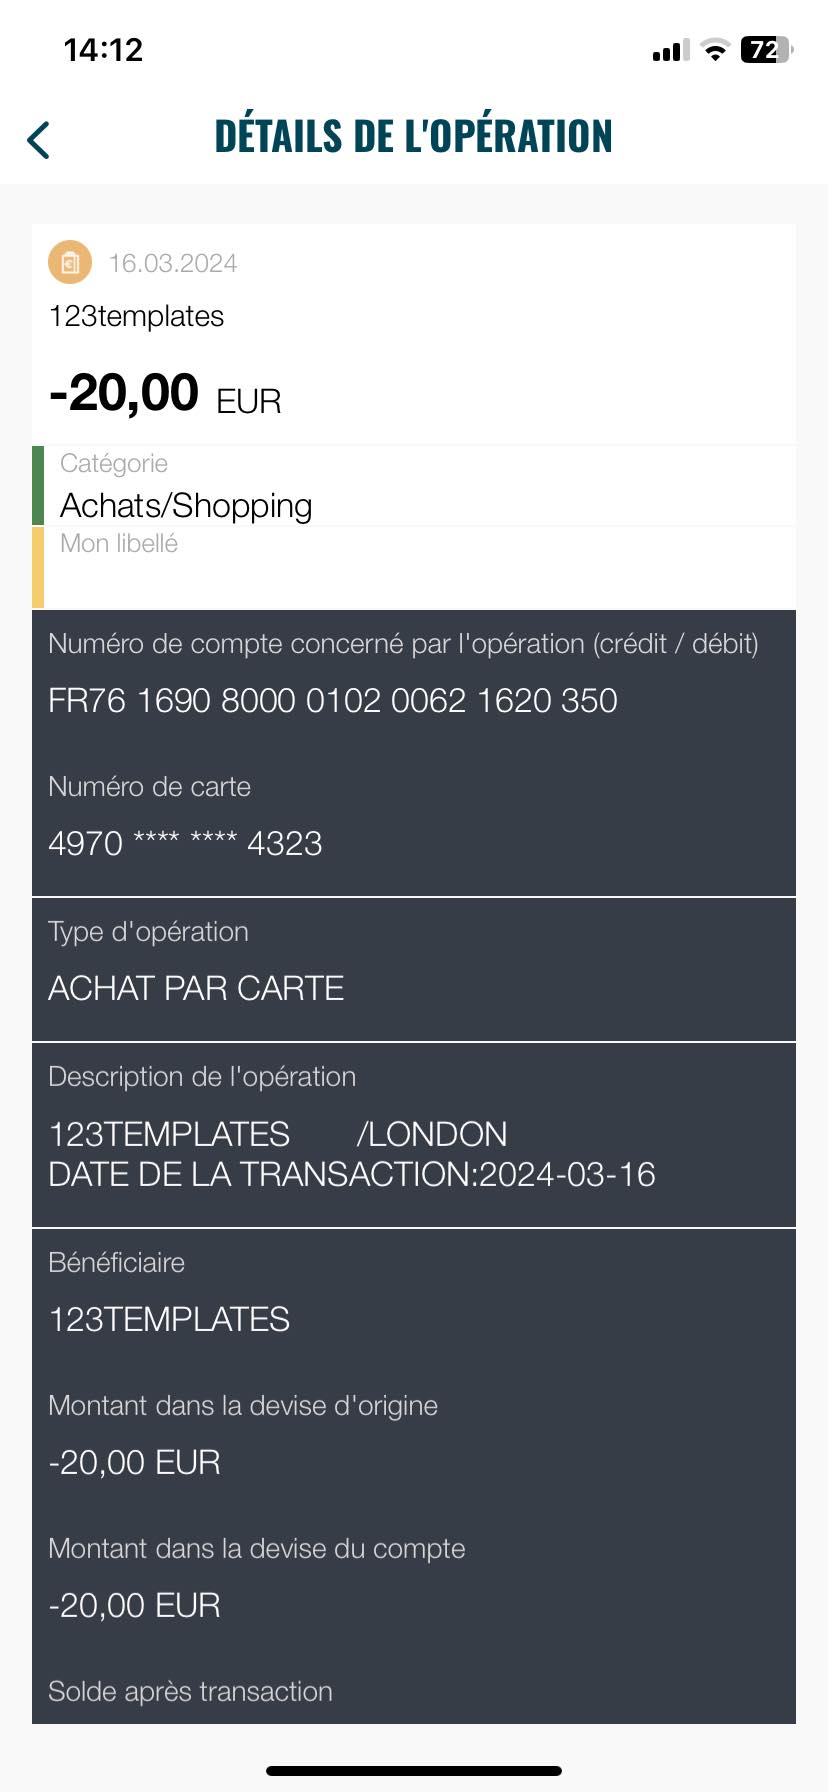 14:12
72
DÉTAILS DE L'OPÉRATION
16.03.2024
123templates
-20,00 EUR
Catégorie
Achats/Shopping
Mon libellé
Numéro de compte concerné par l'opération (crédit / débit)
FR76 1690 8000 0102 0062 1620 350
Numéro de carte
4970 **** **** 4323
Type d'opération
ACHAT PAR CARTE
Description de l'opération
123TEMPLATES /LONDON
DATE DE LA TRANSACTION:2024-03-16
Bénéficiaire
123TEMPLATES
Montant dans la devise d'origine
-20,00 EUR
Montant dans la devise du compte
-20,00 EUR
Solde après transaction